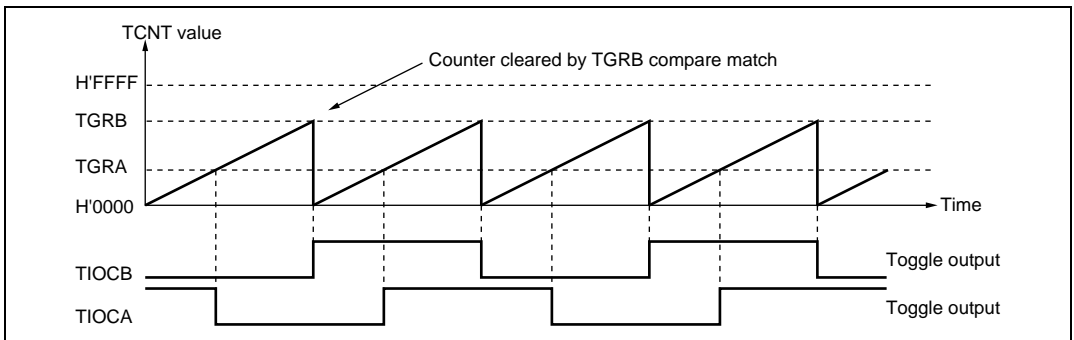 TCNT value
Counter cleared by TGRB compare match
H'FFFF
TGRB
TGRA
H'0000
Time
TIOCB
Toggle output
TIOCA
Toggle output